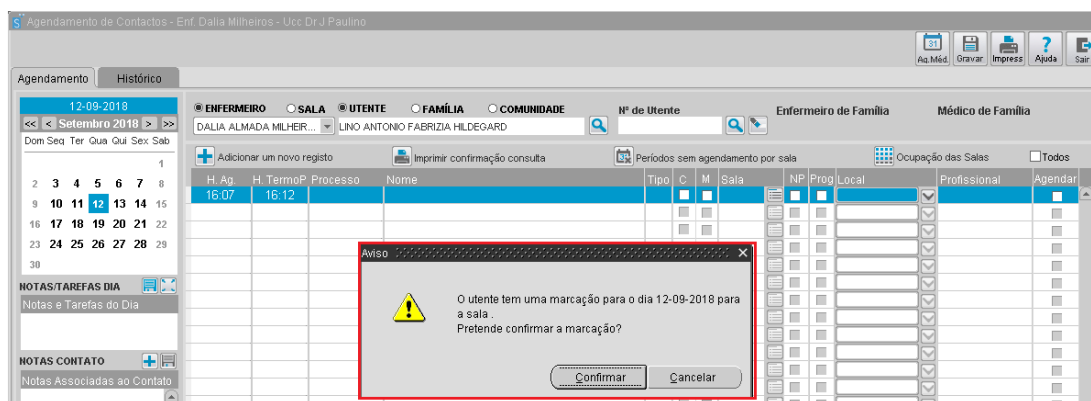 Agendamento de Contactos - Enf. Dalia Milheiros - Ucc Dr J Paulino
31
Ag.Méd. Gravar Impress Ajuda Sair
Agendamento Histórico
12-09-2018
<< < Setembro 2018 > >>
Dom Seg Ter Qua Qui Sex Sab
1
2 3 4 5 6 7 8
9 10 11 12 13 14 15
16 17 18 19 20 21 22
23 24 25 26 27 28 29
30
NOTAS/TAREFAS DIA
Notas e Tarefas do Dia
NOTAS CONTATO
Notas Associadas ao Contato
ENFERMEIRO SALA UTENTE FAMÍLIA COMUNIDADE Nº de Utente Enfermeiro de Família Médico de Família
DALIA ALMADA MILHEIR... LINO ANTONIO FABRIZIA HILDEGARD
Adicionar um novo registo Imprimir confirmação consulta Períodos sem agendamento por sala Ocupação das Salas Todos
H. Ag. H. TermoP Processo Nome Tipo C M Sala NP Prog Local Profissional Agendar
16:07 16:12
Aviso
O utente tem uma marcação para o dia 12-09-2018 para
a sala .
Pretende confirmar a marcação?
Confirmar Cancelar